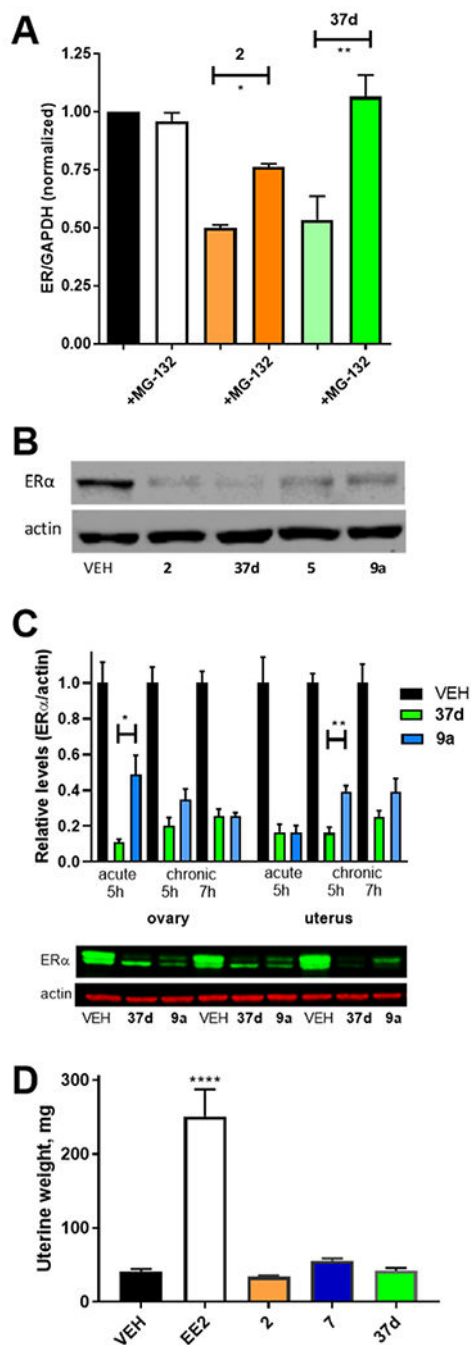 A
37d
2
**
*
ER/GAPDH (normalized)
1.25
1.00
0.75
0.50
0.25
0.00
+MG-132
+MG-132
+MG-132
B
ERα
actin
VEH 2 37d 5 9a
C
Relative levels (ERα/actin)
1.0
0.8
0.6
0.4
0.2
0.0
*
**
VEH
37d
9a
acute chronic acute chronic
5h 5h 7h 5h 5h 7h
ovary uterus
ERα
actin
VEH 37d 9a VEH 37d 9a VEH 37d 9a
D
Uterine weight, mg
300
200
100
0
****
VEH
EE2
2
7
37d